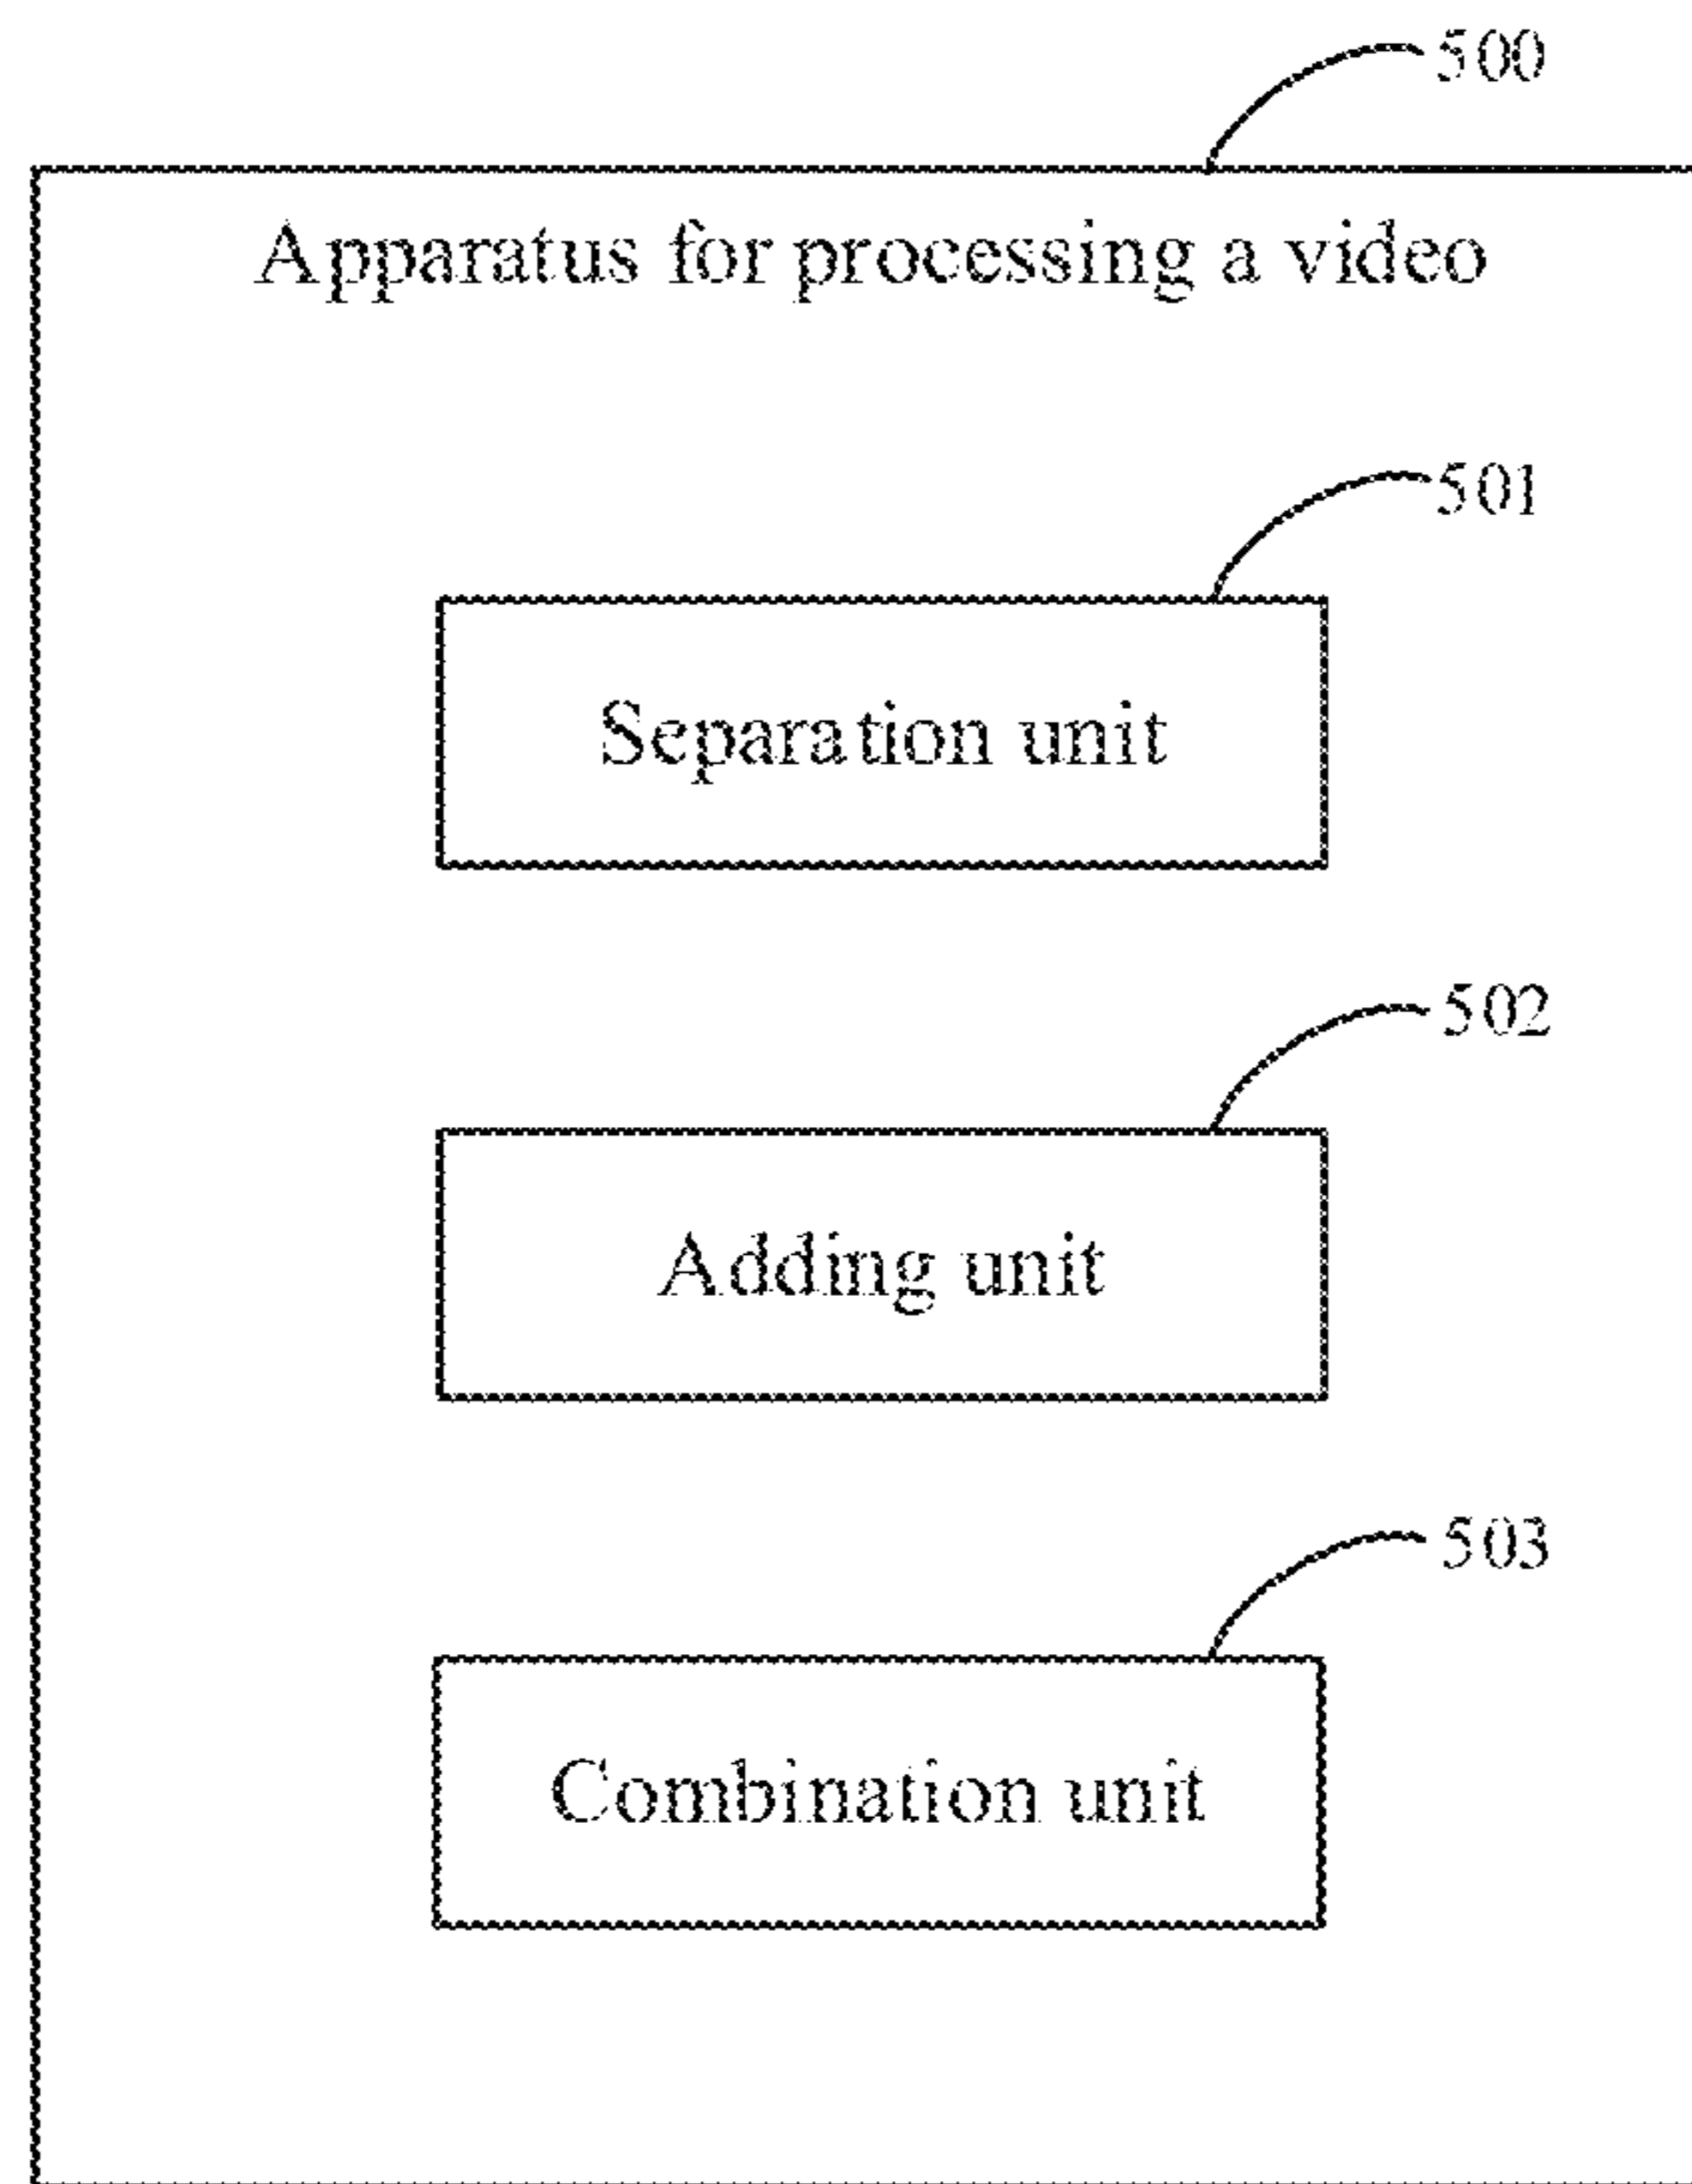 500
Apparatus for processing a video
501
Separation unit
502
Adding unit
503
Combination unit